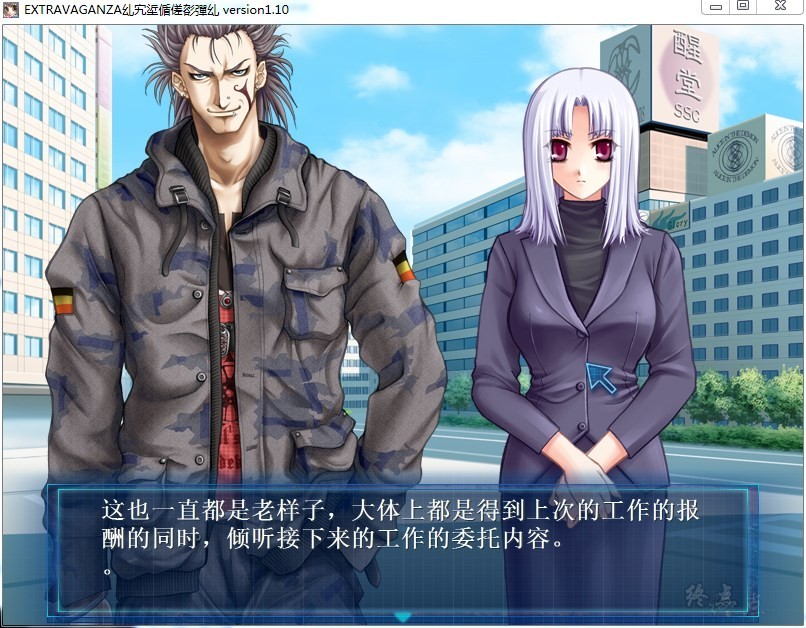 EXTRAVAGANZA version1.10
醒
堂
SSC
这也一直都是老样子，大体上都是得到上次的工作的报
酬的同时，倾听接下来的工作的委托内容。
。